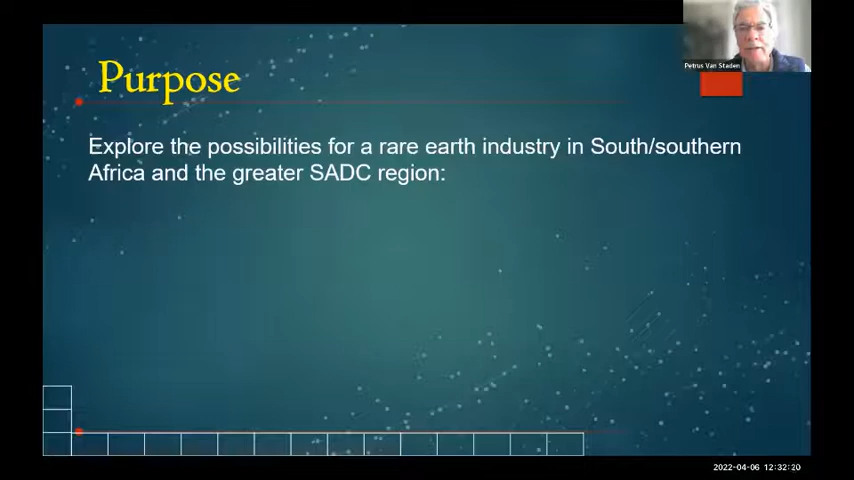 Purpose
Explore the possibilities for a rare earth industry in South/southern
Africa and the greater SADC region:
Petrus Van Staden
2022-04-06 12:32:20